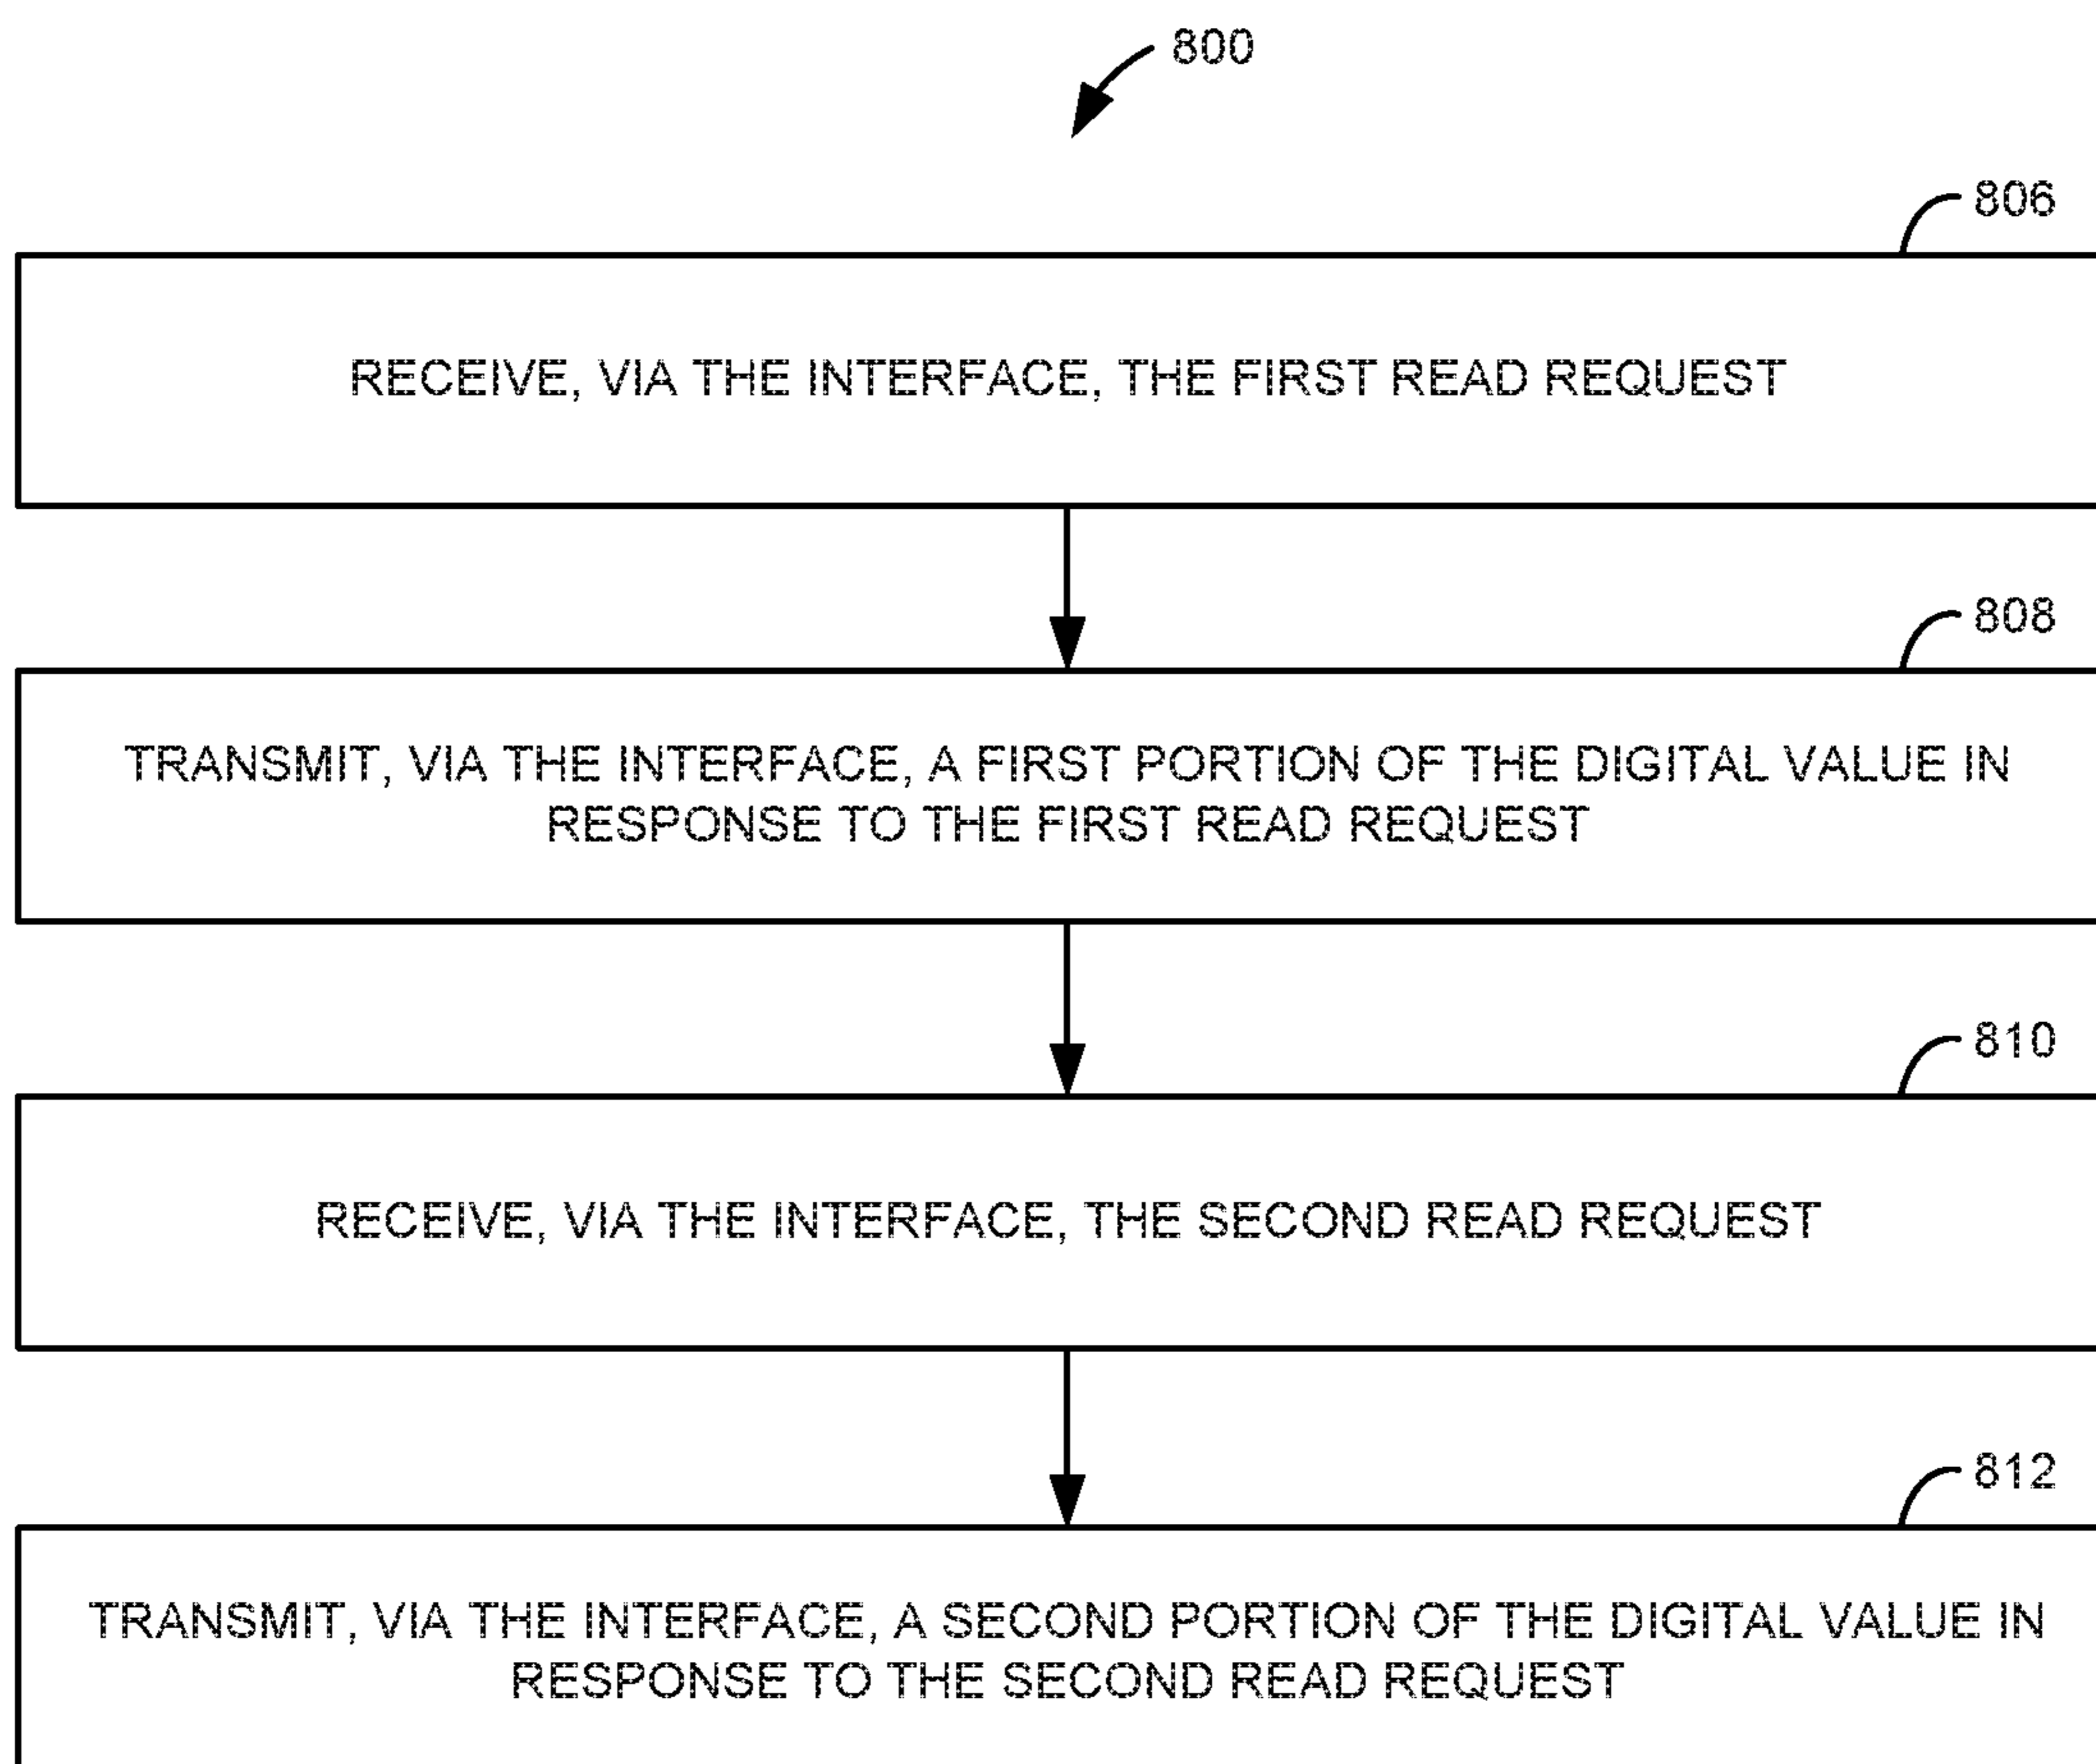 800
806
RECEIVE, VIA THE INTERFACE, THE FIRST READ REQUEST
808
TRANSMIT, VIA THE INTERFACE, A FIRST PORTION OF THE DIGITAL VALUE IN
RESPONSE TO THE FIRST READ REQUEST
810
RECEIVE, VIA THE INTERFACE, THE SECOND READ REQUEST
812
TRANSMIT, VIA THE INTERFACE, A SECOND PORTION OF THE DIGITAL VALUE IN
RESPONSE TO THE SECOND READ REQUEST